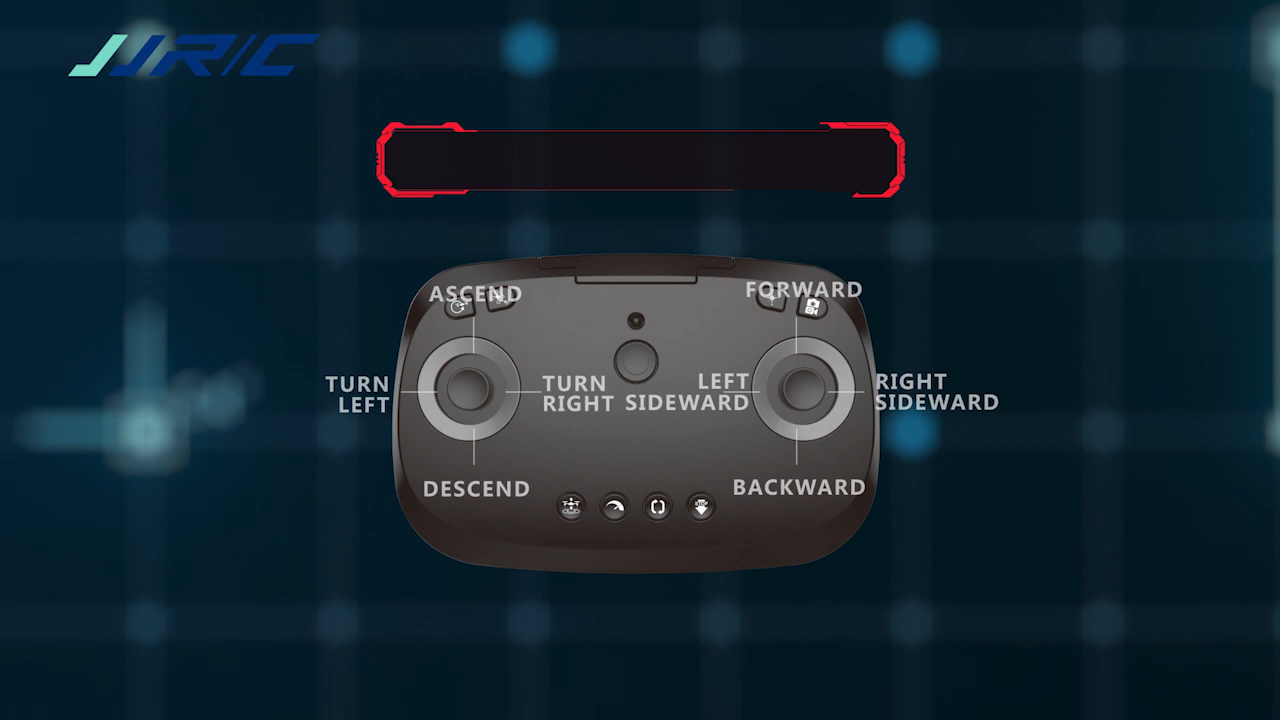 JJR/C
ASCEND
FORWARD
TURN
LEFT
TURN
RIGHT
LEFT
SIDEWARD
RIGHT
SIDEWARD
DESCEND
BACKWARD